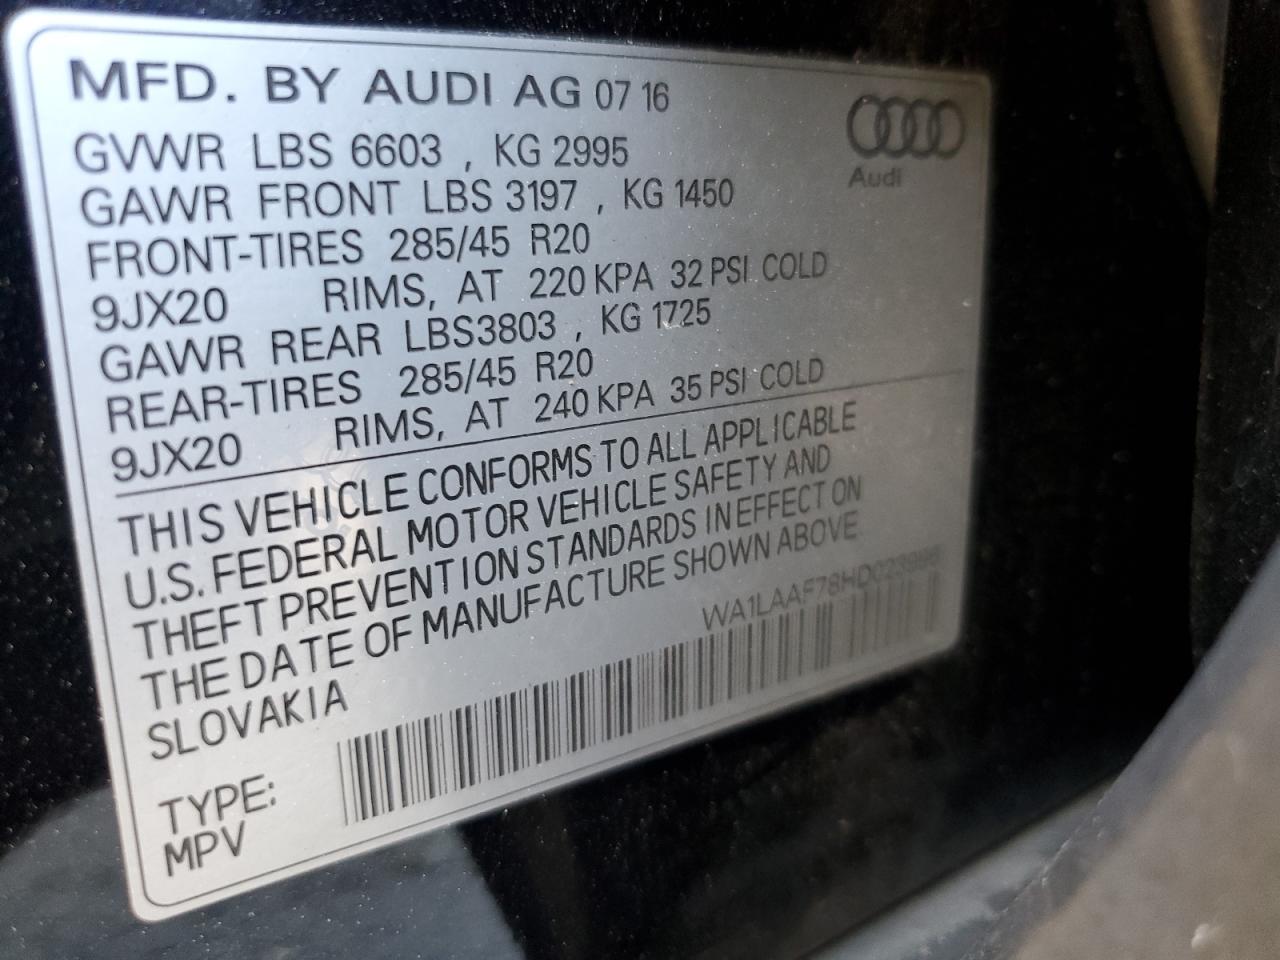 MFD. BY AUDI AG 07 16
Audi
GVWR LBS 6603 , KG 2995
GAWR FRONT LBS 3197 , KG 1450
FRONT-TIRES 285/45 R20
9JX20 RIMS, AT 220 KPA 32 PSI COLD
GAWR REAR LBS3803 , KG 1725
REAR-TIRES 285/45 R20
9JX20 RIMS, AT 240 KPA 35 PSI COLD
THIS VEHICLE CONFORMS TO ALL APPLICABLE
U.S. FEDERAL MOTOR VEHICLE SAFETY AND
THEFT PREVENTION STANDARDS IN EFFECT ON
THE DATE OF MANUFACTURE SHOWN ABOVE
SLOVAKIA
TYPE:
MPV